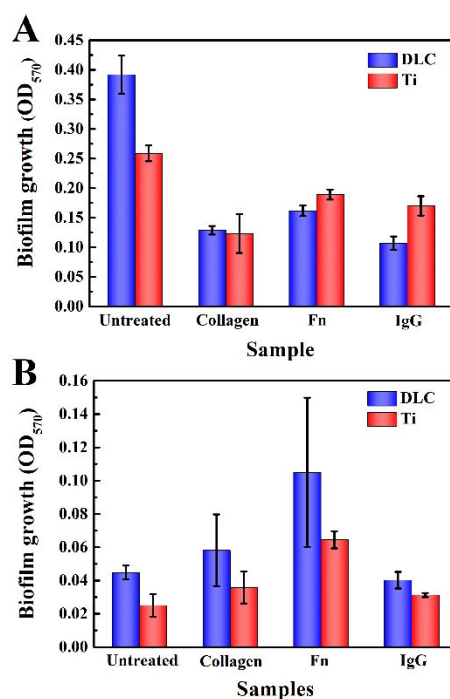 A
0.45
0.40
0.35
0.30
0.25
0.20
0.15
0.10
0.05
0.00
Biofilm growth (OD570)
DLC
Ti
Untreated Collagen Fn IgG
Sample
B
0.16
0.14
0.12
0.10
0.08
0.06
0.04
0.02
0.00
Biofilm growth (OD570)
DLC
Ti
Untreated Collagen Fn IgG
Samples